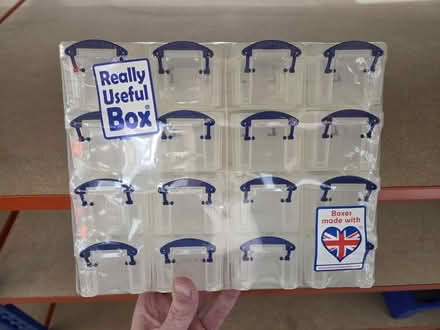 Really
Useful
Box®
Boxes
made with